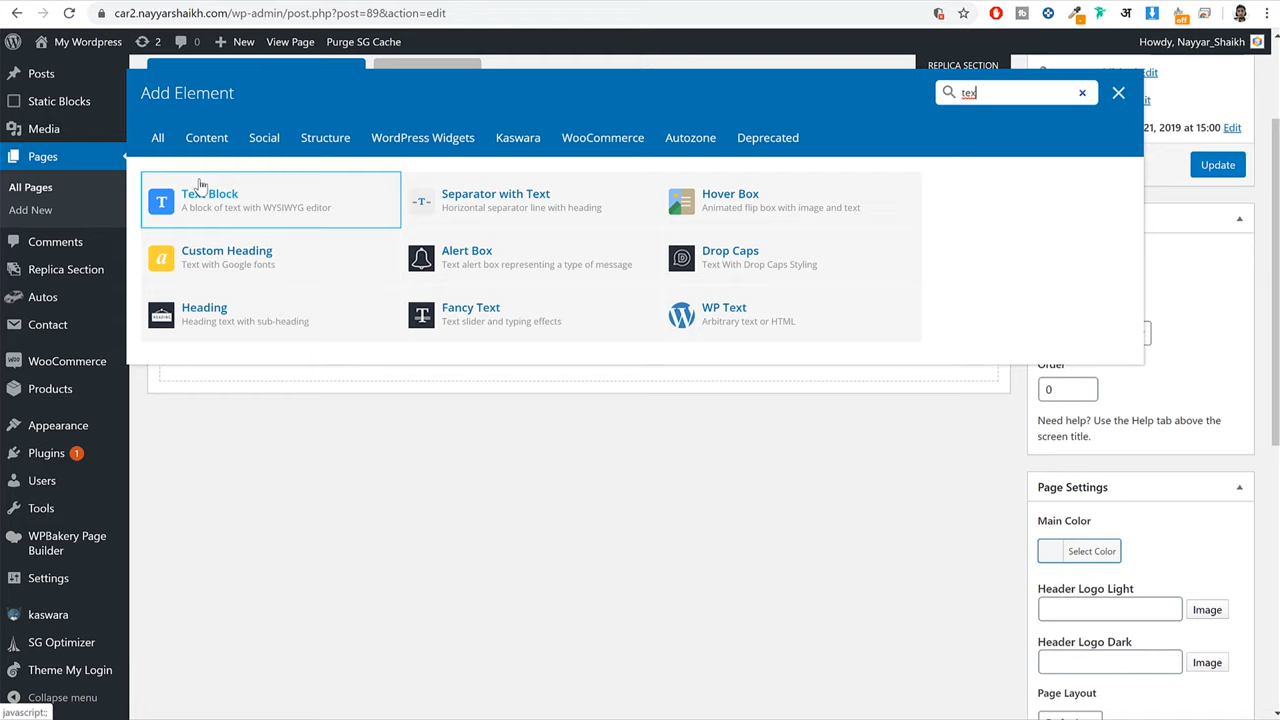 car2.nayyarshaikh.com/wp-admin/post.php?post=89&action=edit
off
My Wordpress
2
0
New
View Page
Purge SG Cache
Howdy, Nayyar_Shaikh
Posts
Static Blocks
Media
Pages
All Pages
Add New
Comments
Replica Section
Autos
Contact
WooCommerce
Products
Appearance
Plugins 1
Users
Tools
WPBakery Page
Builder
Settings
kaswara
SG Optimizer
Theme My Login
Collapse menu
javascript:;
REPLICA SECTION
Add Element
tex
All
Content
Social
Structure
WordPress Widgets
Kaswara
WooCommerce
Autozone
Deprecated
Text Block
A block of text with WYSIWYG editor
Separator with Text
Horizontal separator line with heading
Hover Box
Animated flip box with image and text
Custom Heading
Text with Google fonts
Alert Box
Text alert box representing a type of message
Drop Caps
Text With Drop Caps Styling
Heading
Heading text with sub-heading
Fancy Text
Text slider and typing effects
WP Text
Arbitrary text or HTML
Edit
Edit
21, 2019 at 15:00 Edit
Update
Order
0
Need help? Use the Help tab above the
screen title.
Page Settings
Main Color
Select Color
Header Logo Light
Image
Header Logo Dark
Image
Page Layout